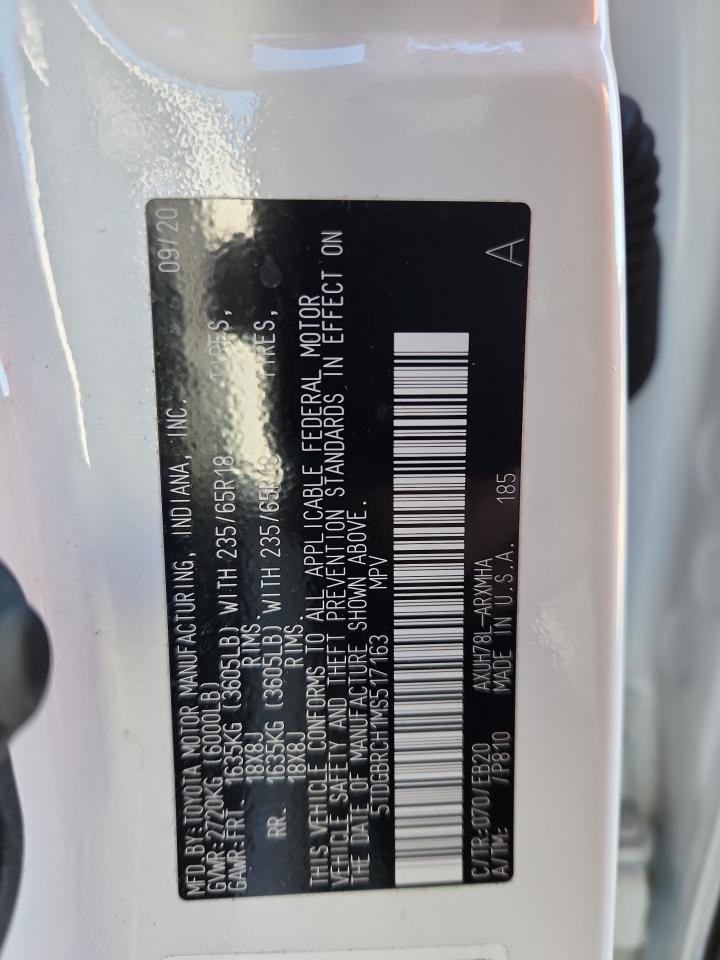 MFD.BY:TOYOTA MOTOR MANUFACTURING, INDIANA, INC. 09/20
GVWR:2720KG (6000LB)
GAWR:FRT. 1635KG (3605LB) WITH 235/65R18 TIRES,
18X8J RIMS.
RR. 1635KG (3605LB) WITH 235/65R18 TIRES,
18X8J RIMS.
THIS VEHICLE CONFORMS TO ALL APPLICABLE FEDERAL MOTOR
VEHICLE SAFETY AND THEFT PREVENTION STANDARDS IN EFFECT ON
THE DATE OF MANUFACTURE SHOWN ABOVE.
5TDGBRCH1MS517163 MPV
C/TR:070/EB20 AXUH78L-ARXMHA
A/TM: /P810 MADE IN U.S.A. 185 A